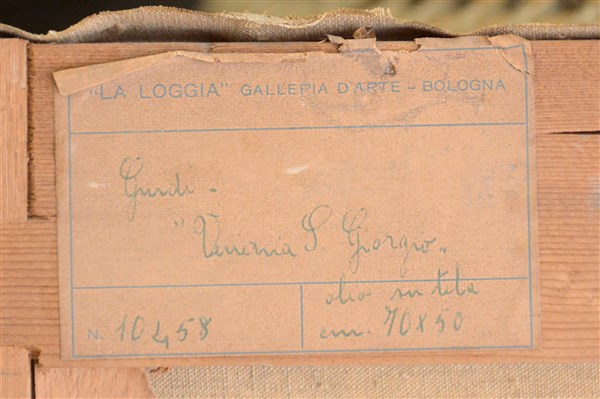 "LA LOGGIA" GALLERIA D'ARTE - BOLOGNA
Guidi -
"Venezia S. Giorgio"
olio su tela
N. 10458
cm. 70x50